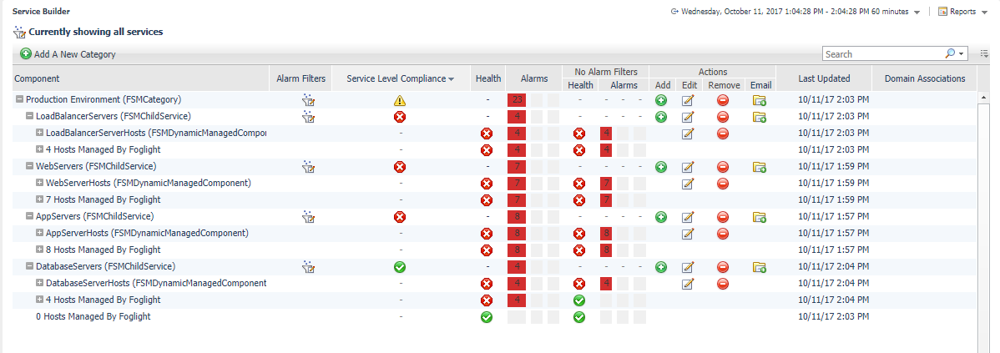 Service Builder Wednesday, October 11, 2017 1:04:28 PM - 2:04:28 PM 60 minutes Reports
Currently showing all services
Add A New Category Search
No Alarm Filters Actions
Component Alarm Filters Service Level Compliance Health Alarms Health Alarms Add Edit Remove Email Last Updated Domain Associations
Production Environment (FSMCategory) - 23 - - - - 10/11/17 2:03 PM
LoadBalancerServers (FSMChildService) - 4 - - - - 10/11/17 2:03 PM
LoadBalancerServerHosts (FSMDynamicManagedCompo - 4 4 10/11/17 2:03 PM
4 Hosts Managed By Foglight - 4 4 10/11/17 2:03 PM
WebServers (FSMChildService) - 7 - - - - 10/11/17 1:59 PM
WebServerHosts (FSMDynamicManagedComponent) - 7 7 10/11/17 1:59 PM
7 Hosts Managed By Foglight - 7 7 10/11/17 1:59 PM
AppServers (FSMChildService) - 8 - - - - 10/11/17 1:57 PM
AppServerHosts (FSMDynamicManagedComponent) - 8 8 10/11/17 1:57 PM
8 Hosts Managed By Foglight - 8 8 10/11/17 1:57 PM
DatabaseServers (FSMChildService) - 4 - - - - 10/11/17 2:04 PM
DatabaseServerHosts (FSMDynamicManagedComponent - 4 4 10/11/17 2:04 PM
4 Hosts Managed By Foglight - 4 10/11/17 2:04 PM
0 Hosts Managed By Foglight - 10/11/17 2:03 PM